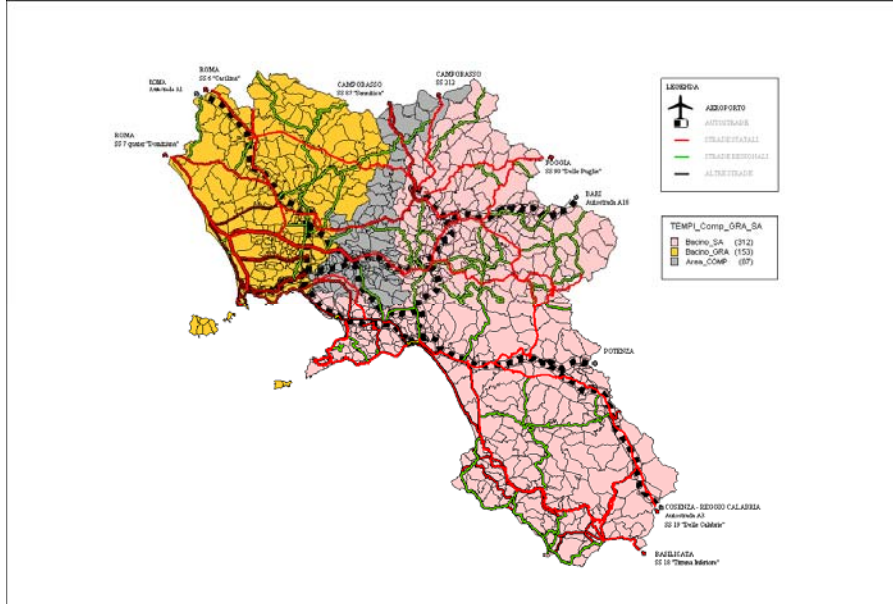 ROMA
SS 6 "Casilina"
ROMA
Autostrada A1
CAMPOBASSO
SS 87 "Sannitica"
CAMPOBASSO
SS 212
ROMA
SS 7 quater "Domitiana"
FOGGIA
SS 90 "Delle Puglie"
BARI
Autostrada A16
POTENZA
COSENZA - REGGIO CALABRIA
Autostrada A3
SS 19 "Delle Calabrie"
BASILICATA
SS 18 "Tirrena Inferiore"
LEGENDA
AEROPORTO
AUTOSTRADE
STRADE STATALI
STRADE REGIONALI
ALTRE STRADE
TEMPI_Comp_GRA_SA
Bacino_SA (312)
Bacino_GRA (153)
Area_COMP (87)